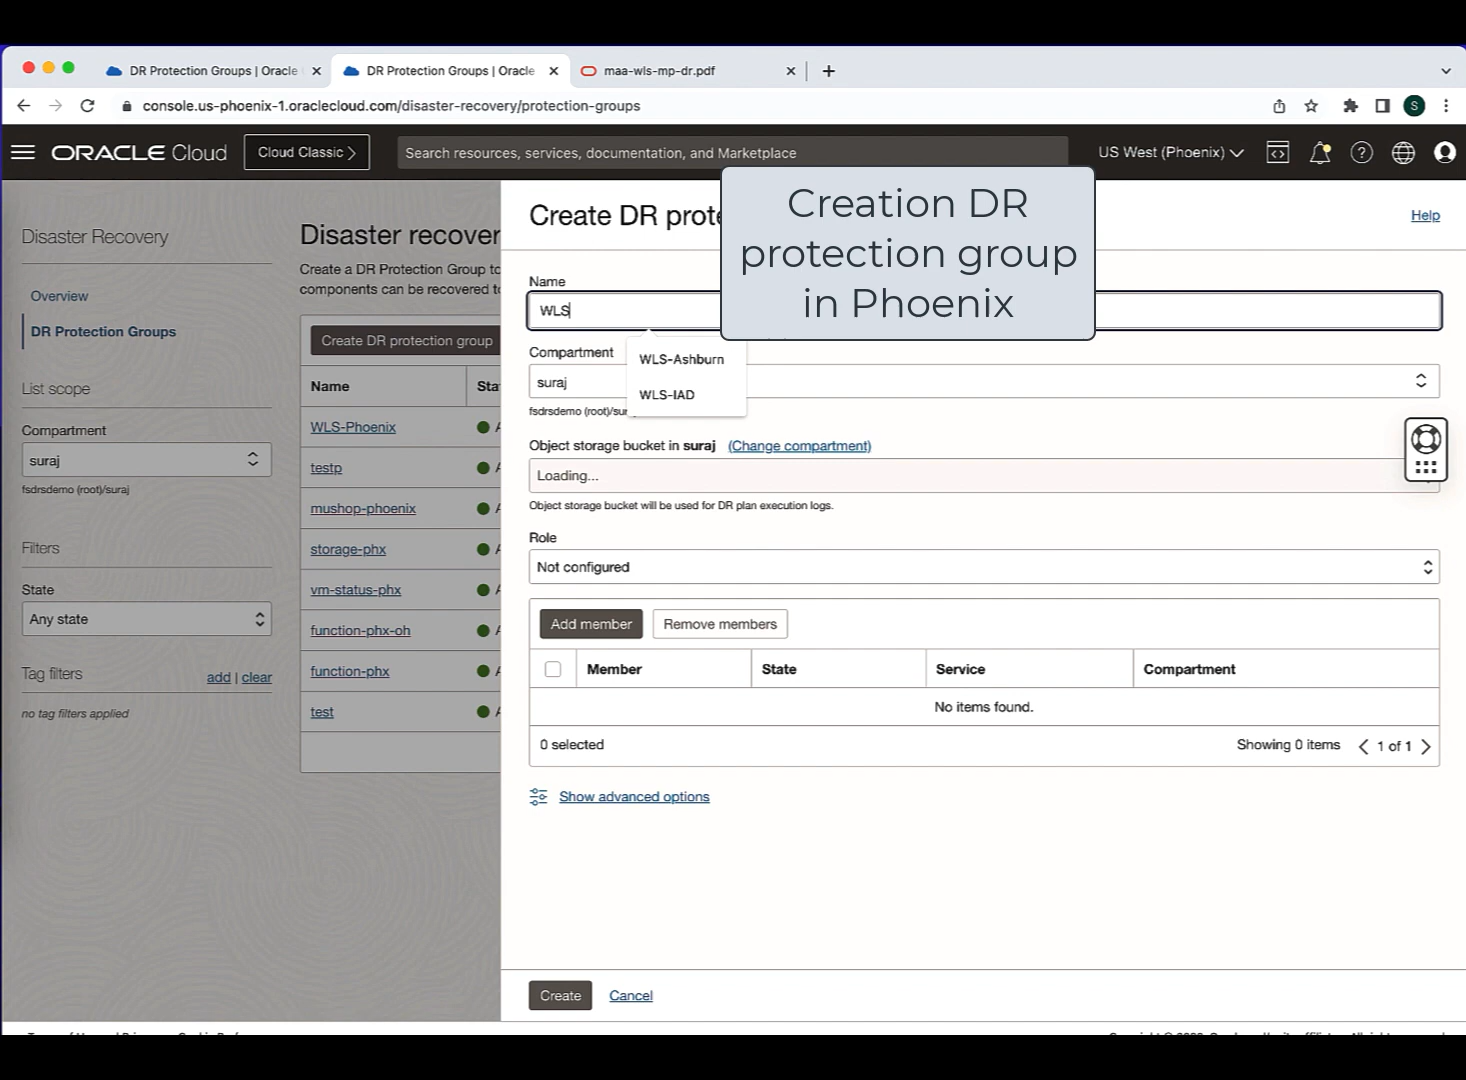 DR Protection Groups | Oracle
DR Protection Groups | Oracle
maa-wls-mp-dr.pdf
console.us-phoenix-1.oraclecloud.com/disaster-recovery/protection-groups
S
ORACLE Cloud
Cloud Classic >
Search resources, services, documentation, and Marketplace
US West (Phoenix)
Disaster Recovery
Overview
DR Protection Groups
List scope
Compartment
suraj
fsdrsdemo (root)/suraj
Filters
State
Any state
Tag filters
add | clear
no tag filters applied
Disaster recover
Create a DR Protection Group to
components can be recovered to
Create DR protection group
Name
Sta
WLS-Phoenix
testp
mushop-phoenix
storage-phx
vm-status-phx
function-phx-oh
function-phx
test
Create DR prote
Help
Creation DR
protection group
in Phoenix
Name
WLS
WLS-Ashburn
WLS-IAD
Compartment
suraj
fsdrsdemo (root)/sur
Object storage bucket in suraj (Change compartment)
Loading...
Object storage bucket will be used for DR plan execution logs.
Role
Not configured
Add member
Remove members
Member
State
Service
Compartment
No items found.
0 selected
Showing 0 items
1 of 1
Show advanced options
Create
Cancel